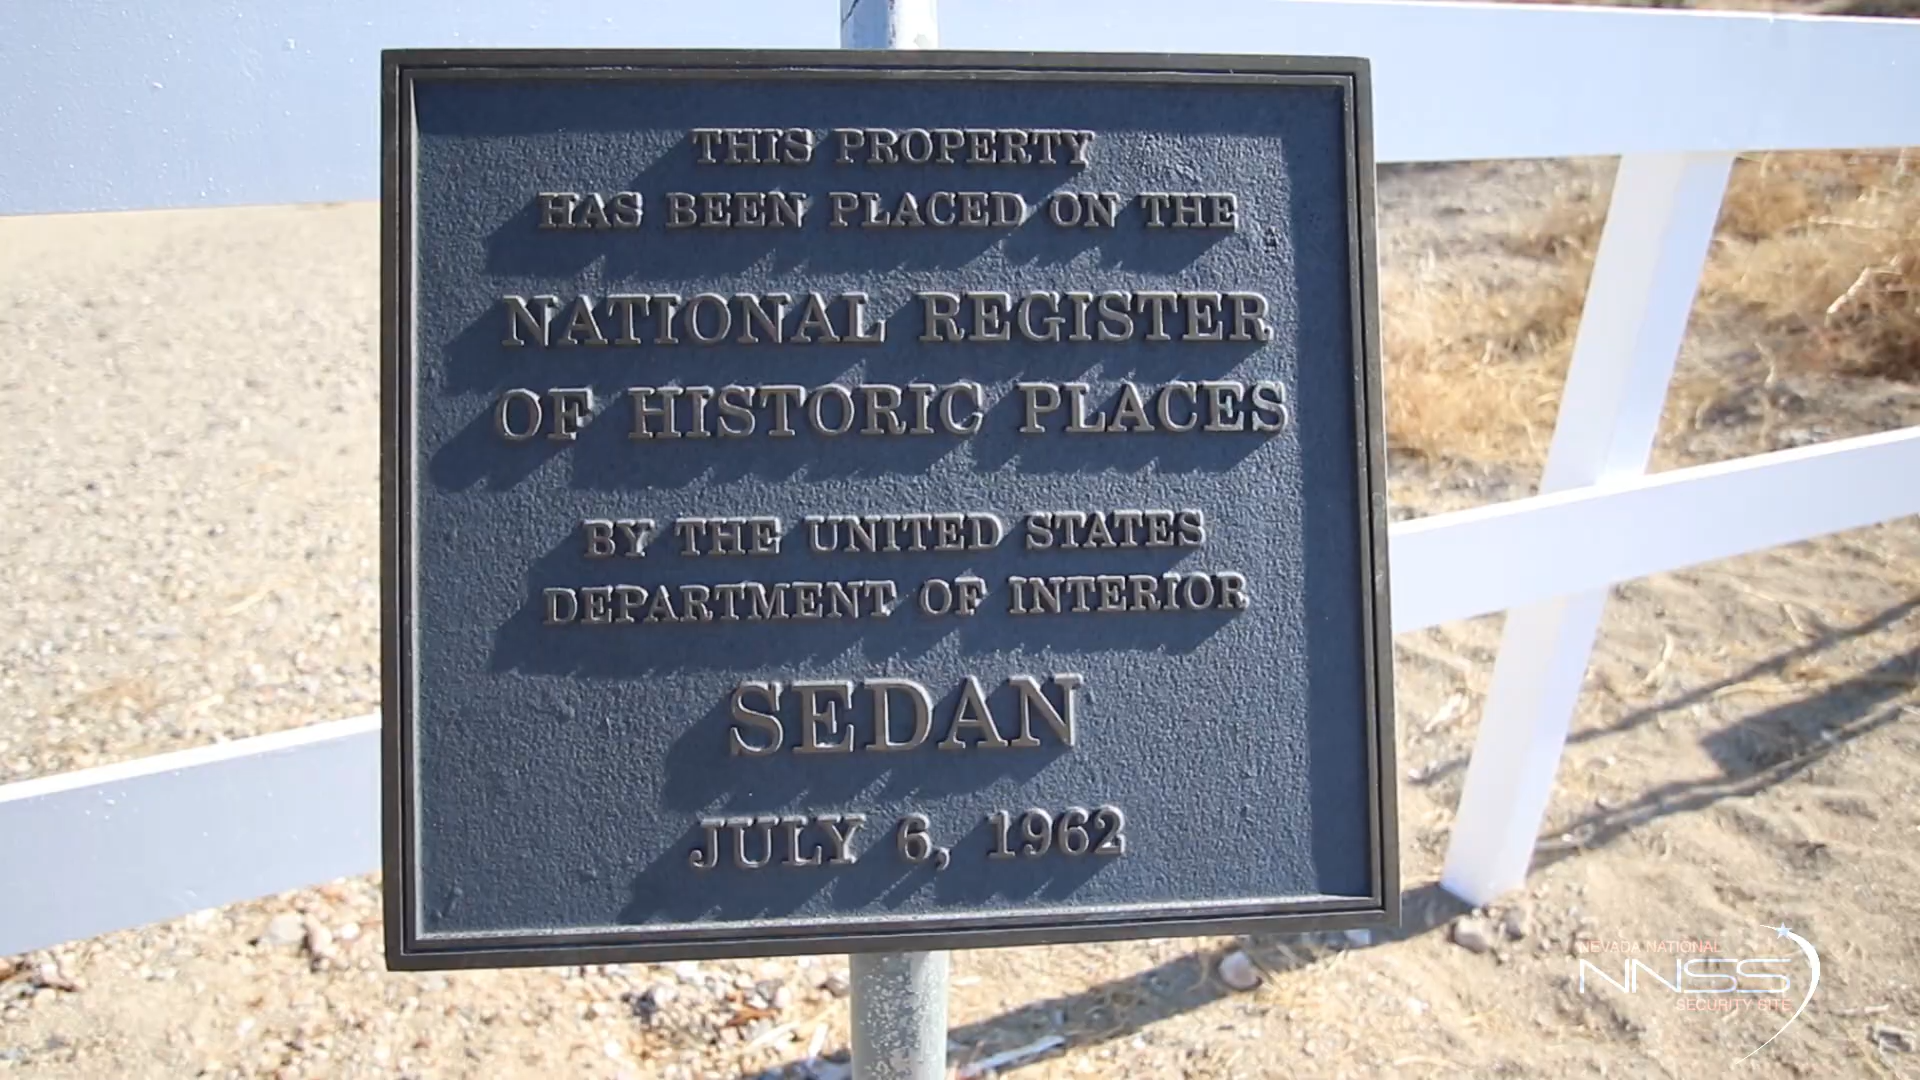 THIS PROPERTY
HAS BEEN PLACED ON THE
NATIONAL REGISTER
OF HISTORIC PLACES
BY THE UNITED STATES
DEPARTMENT OF INTERIOR
SEDAN
JULY 6, 1962
NEVADA NATIONAL
NNSS
SECURITY SITE